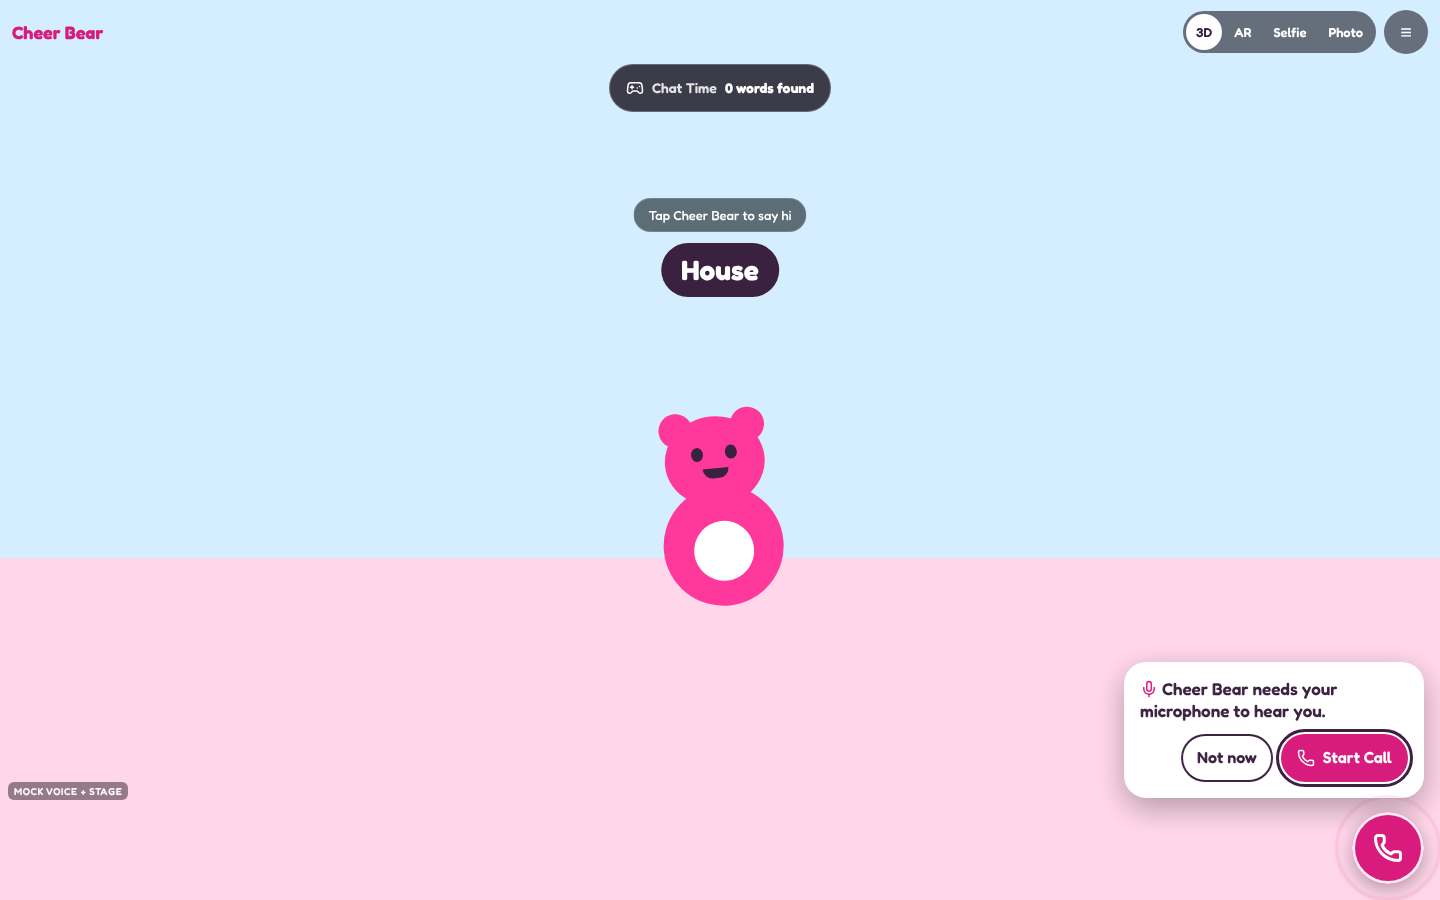 Cheer Bear
3D AR Selfie Photo
Chat Time 0 words found
Tap Cheer Bear to say hi
House
Cheer Bear needs your
microphone to hear you.
Not now Start Call
MOCK VOICE + STAGE